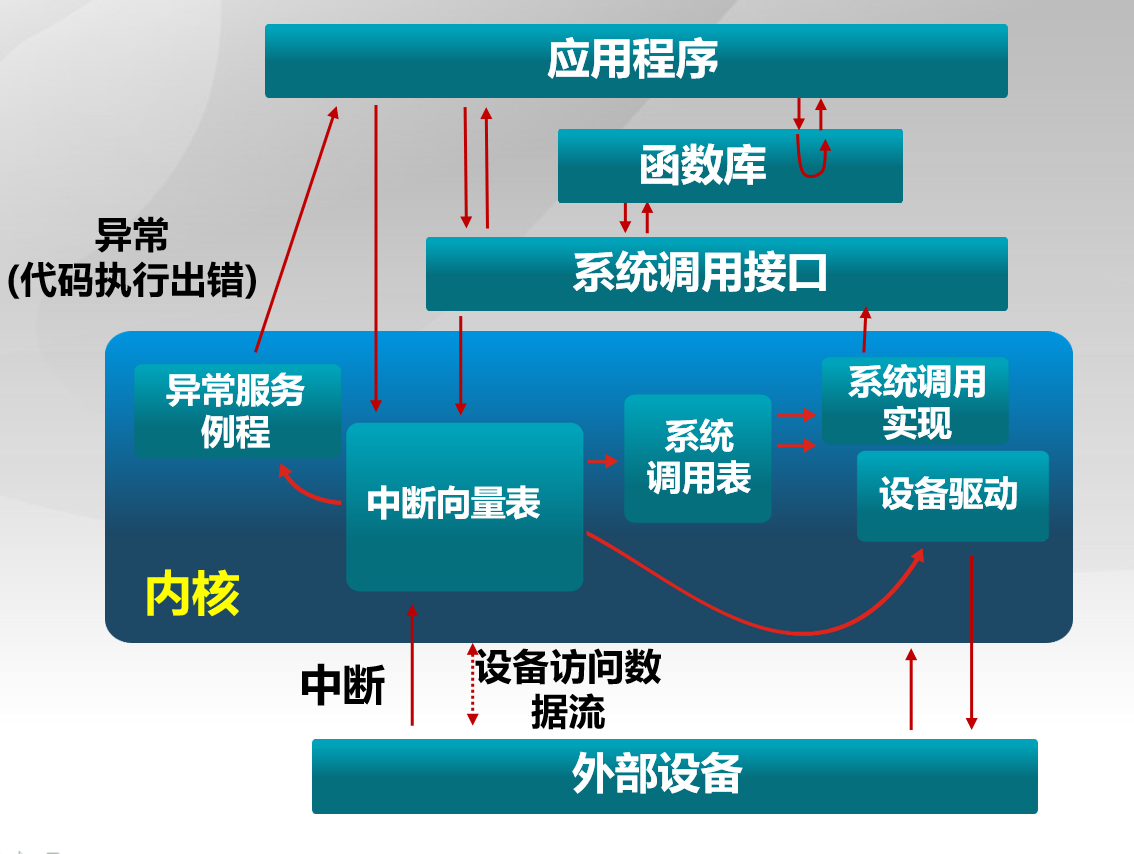 应用程序
函数库
异常
(代码执行出错)
系统调用接口
异常服务
例程
系统调用
实现
系统
调用表
中断向量表
设备驱动
内核
中断
设备访问数
据流
外部设备